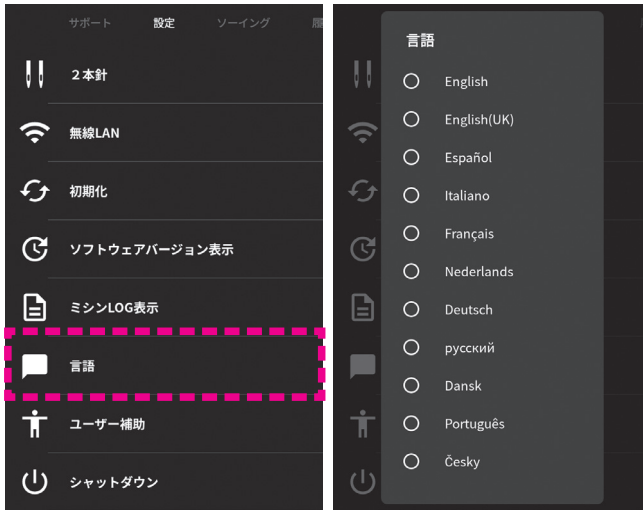 サポート 設定 ソーイング 履
2本針
無線LAN
初期化
ソフトウェアバージョン表示
ミシンLOG表示
言語
ユーザー補助
シャットダウン
言語
English
English(UK)
Español
Italiano
Français
Nederlands
Deutsch
русский
Dansk
Português
Česky